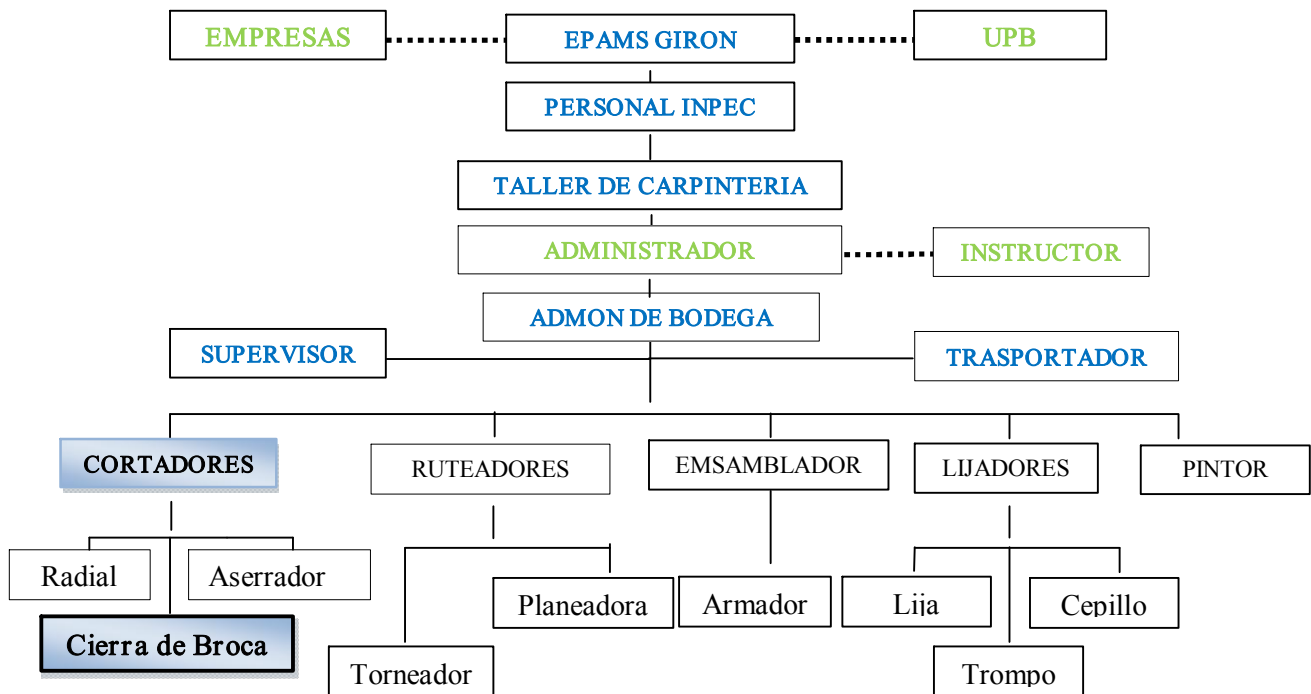 EMPRESAS
EPAMS GIRON
UPB
PERSONAL INPEC
TALLER DE CARPINTERIA
ADMINISTRADOR
INSTRUCTOR
ADMON DE BODEGA
SUPERVISOR
TRASPORTADOR
CORTADORES
RUTEADORES
EMSAMBLADOR
LIJADORES
PINTOR
Radial
Aserrador
Planeadora
Armador
Lija
Cepillo
Cierra de Broca
Torneador
Trompo